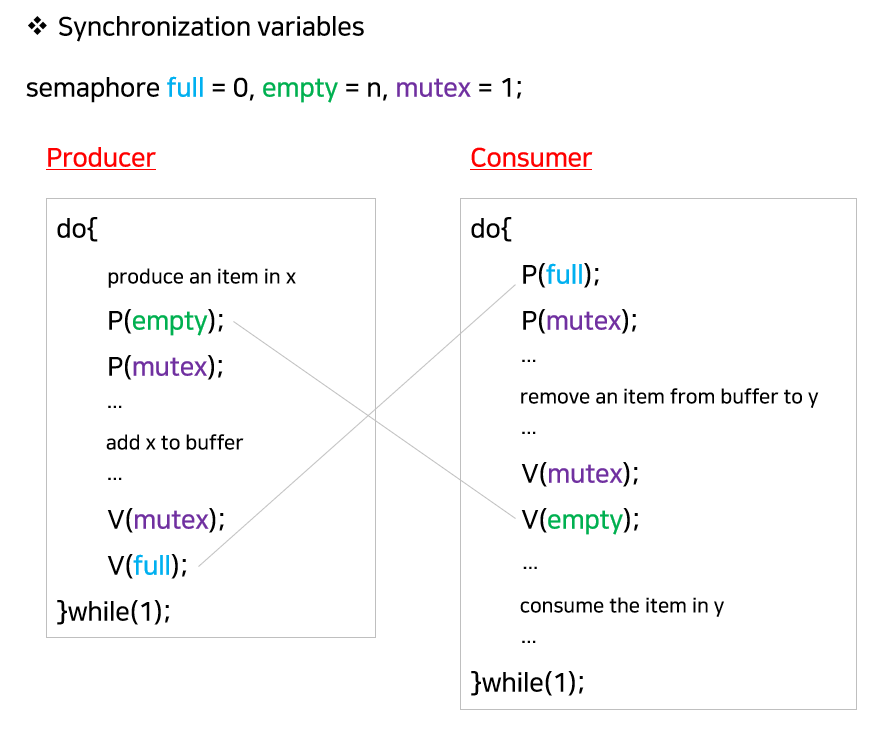 ❖ Synchronization variables
semaphore full = 0, empty = n, mutex = 1;
Producer
do{
produce an item in x
P(empty);
P(mutex);
...
add x to buffer
...
V(mutex);
V(full);
}while(1);
Consumer
do{
P(full);
P(mutex);
...
remove an item from buffer to y
...
V(mutex);
V(empty);
...
consume the item in y
...
}while(1);